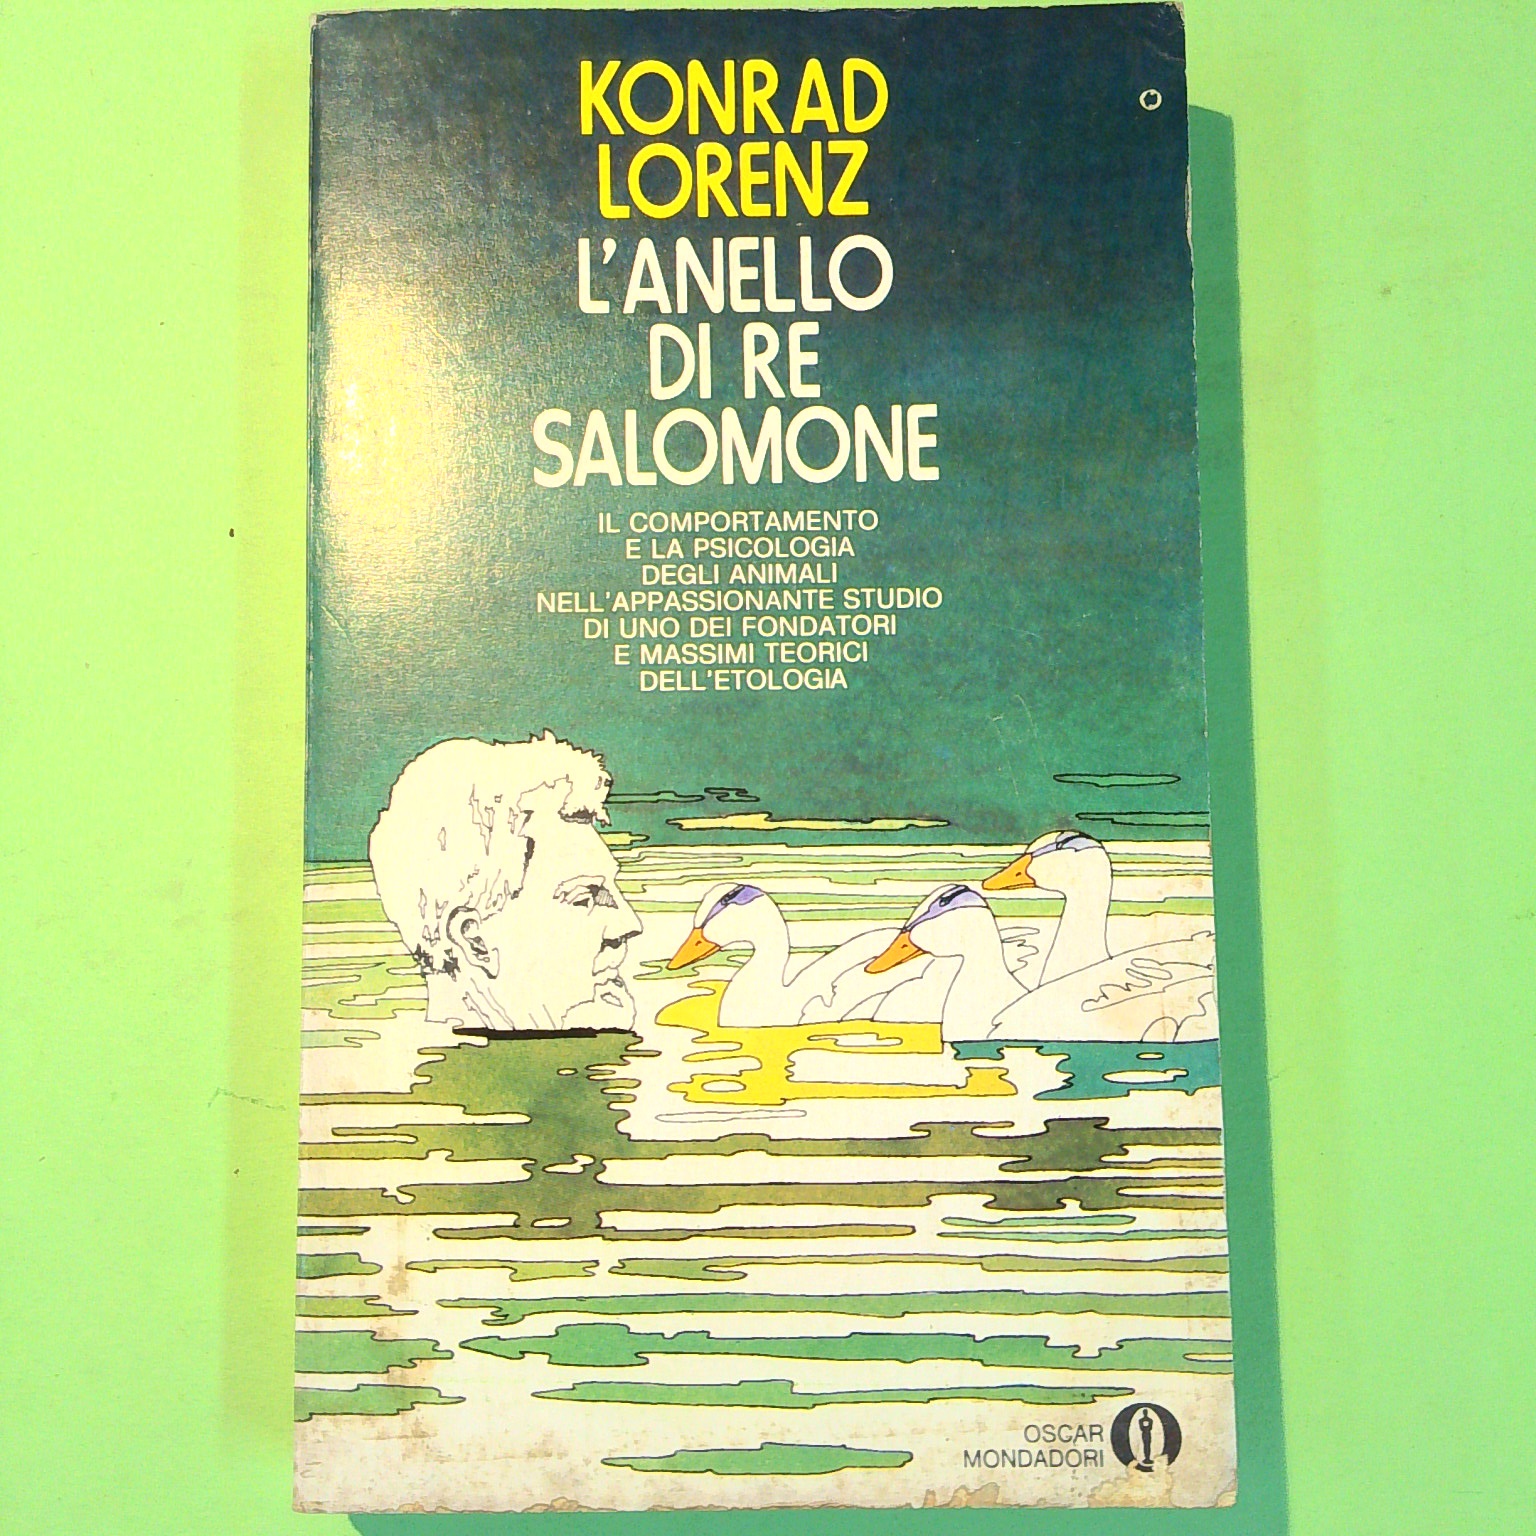 KONRAD
LORENZ
L'ANELLO
DI RE
SALOMONE
IL COMPORTAMENTO
E LA PSICOLOGIA
DEGLI ANIMALI
NELL'APPASSIONANTE STUDIO
DI UNO DEI FONDATORI
E MASSIMI TEORICI
DELL'ETOLOGIA
OSCAR
MONDADORI